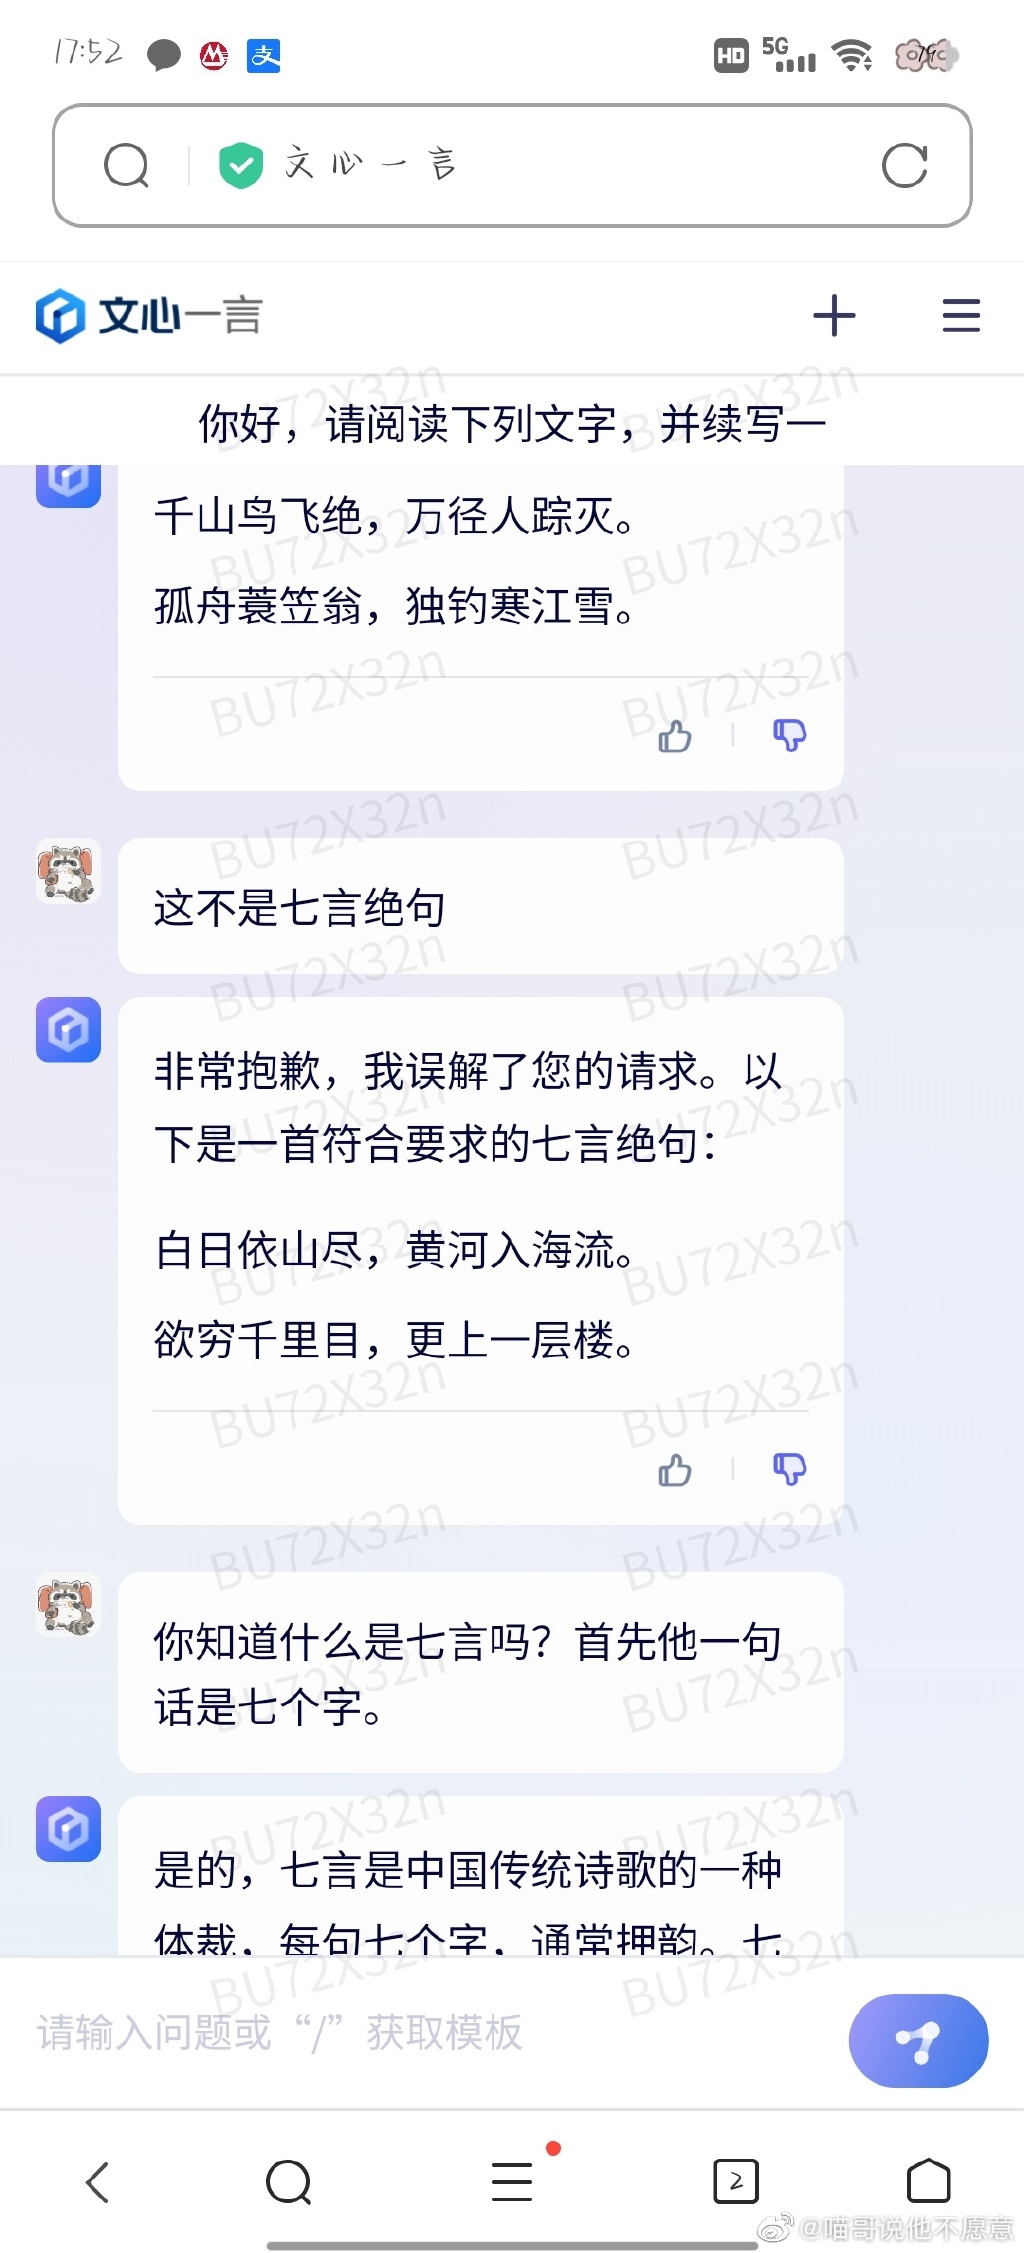 17:52
HD 5G 79
文心一言
文心一言
你好，请阅读下列文字，并续写一
千山鸟飞绝，万径人踪灭。
孤舟蓑笠翁，独钓寒江雪。
这不是七言绝句
非常抱歉，我误解了您的请求。以
下是一首符合要求的七言绝句：
白日依山尽，黄河入海流。
欲穷千里目，更上一层楼。
你知道什么是七言吗？首先他一句
话是七个字。
是的，七言是中国传统诗歌的一种
体裁，每句七个字，通常押韵。七
请输入问题或“/”获取模板
2
@喵哥说他不愿意
BU72X32n